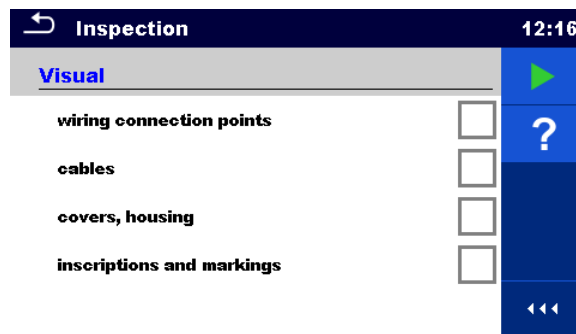 Inspection 12:16
Visual
wiring connection points
?
cables
covers, housing
inscriptions and markings